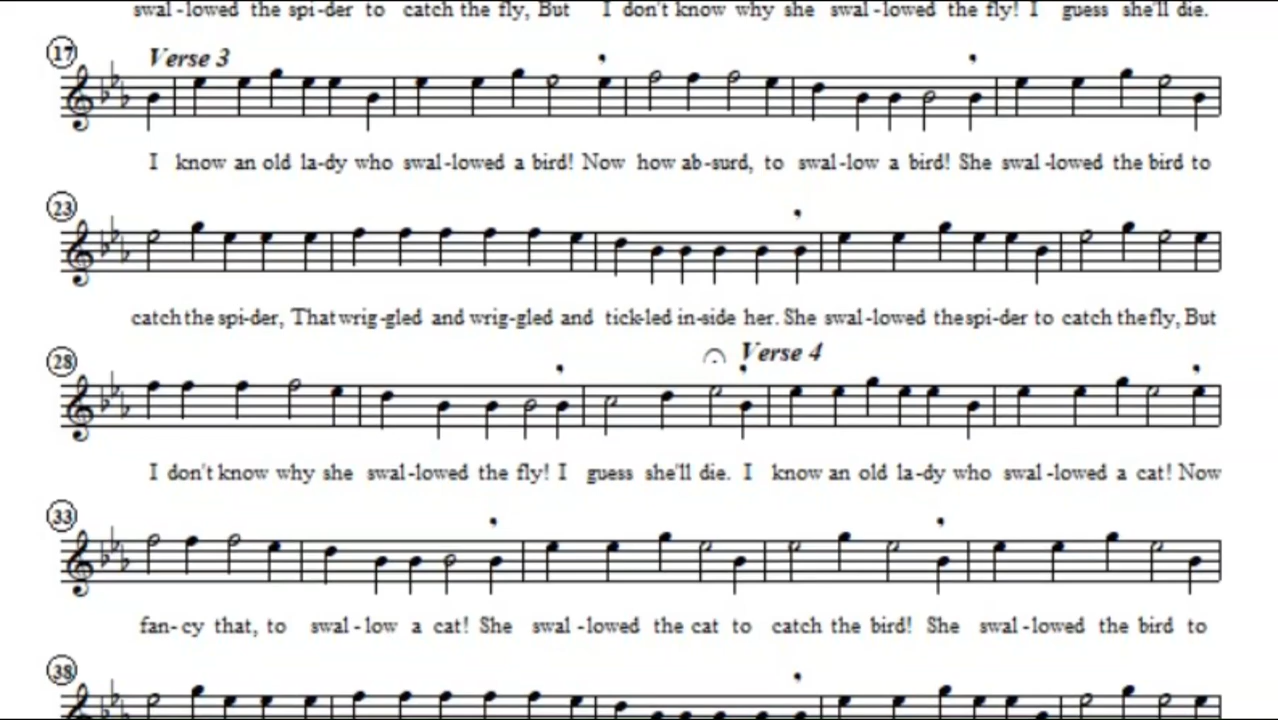 swal-lowed the spi-der to catch the fly, But I don't know why she swal-lowed the fly! I guess she'll die.
17 Verse 3
I know an old la-dy who swal-lowed a bird! Now how ab-surd, to swal-low a bird! She swal-lowed the bird to
23
catch the spi-der, That wrig-gled and wrig-gled and tick-led in-side her. She swal-lowed the spi-der to catch the fly, But
28 Verse 4
I don't know why she swal-lowed the fly! I guess she'll die. I know an old la-dy who swal-lowed a cat! Now
33
fan-cy that, to swal-low a cat! She swal-lowed the cat to catch the bird! She swal-lowed the bird to
38